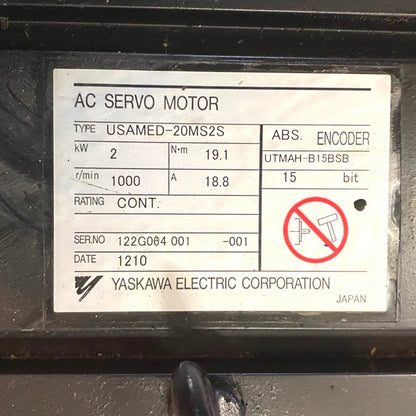 AC SERVO MOTOR
TYPE USAMED-20MS2S
kW 2 N·m 19.1
r/min 1000 A 18.8
RATING CONT.
SER.NO 122G064 001 -001
DATE 1210
ABS. ENCODER
UTMAH-B15BSB
15 bit
YASKAWA ELECTRIC CORPORATION
JAPAN